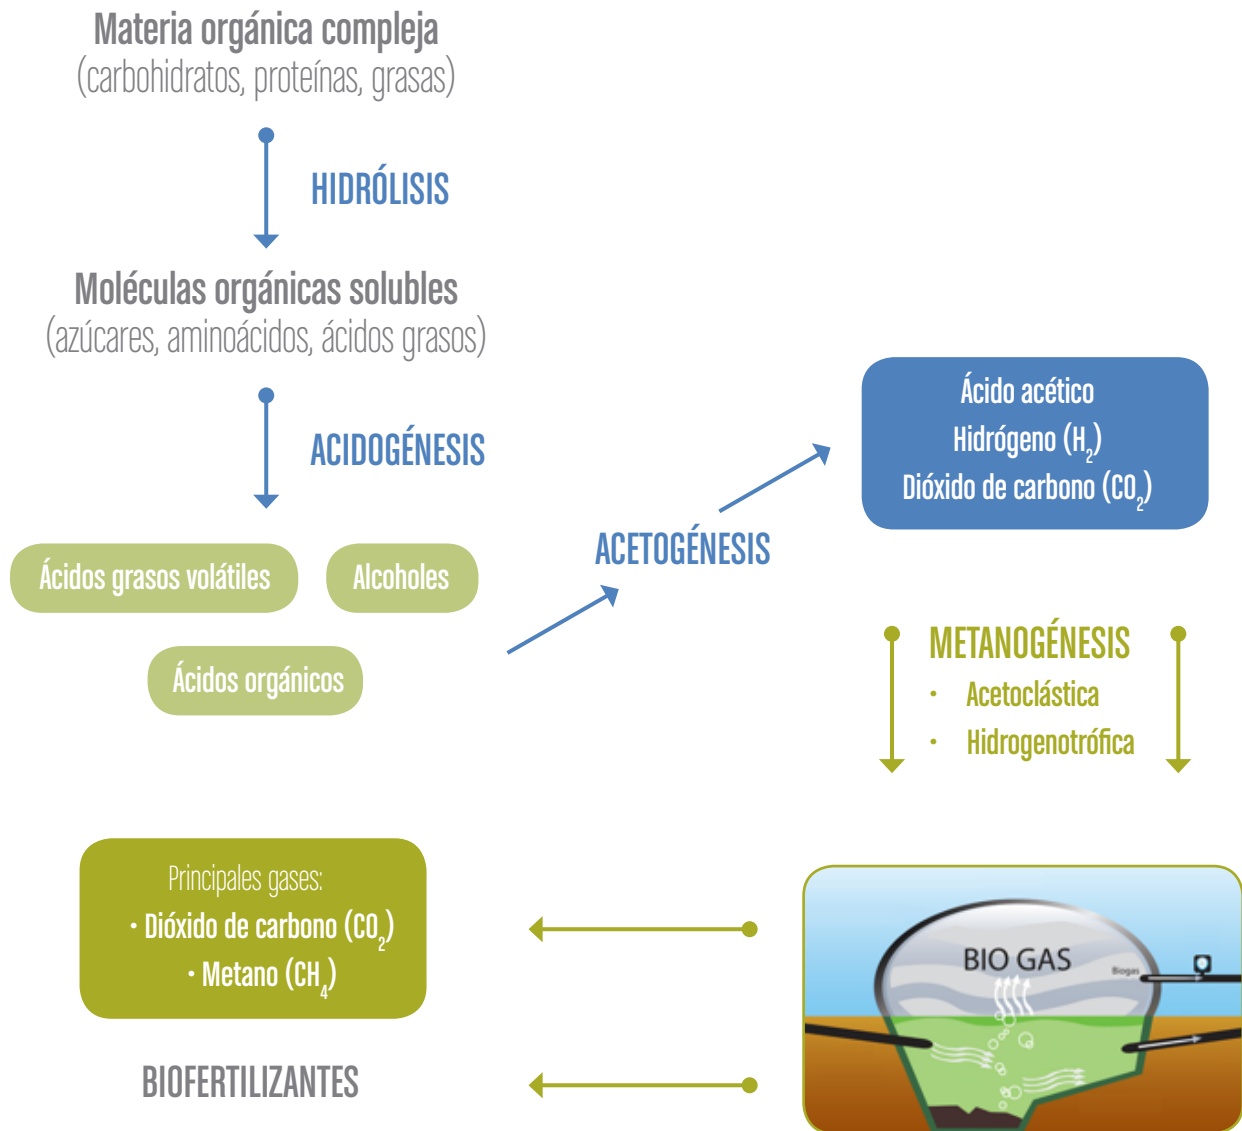 Materia orgánica compleja
(carbohidratos, proteínas, grasas)
HIDRÓLISIS
Moléculas orgánicas solubles
(azúcares, aminoácidos, ácidos grasos)
ACIDOGÉNESIS
Ácidos grasos volátiles
Alcoholes
Ácidos orgánicos
ACETOGÉNESIS
Ácido acético
Hidrógeno (H₂)
Dióxido de carbono (CO₂)
METANOGÉNESIS
• Acetoclástica
• Hidrogenotrófica
BIO GAS
Biogas
Principales gases:
• Dióxido de carbono (CO₂)
• Metano (CH₄)
BIOFERTILIZANTES